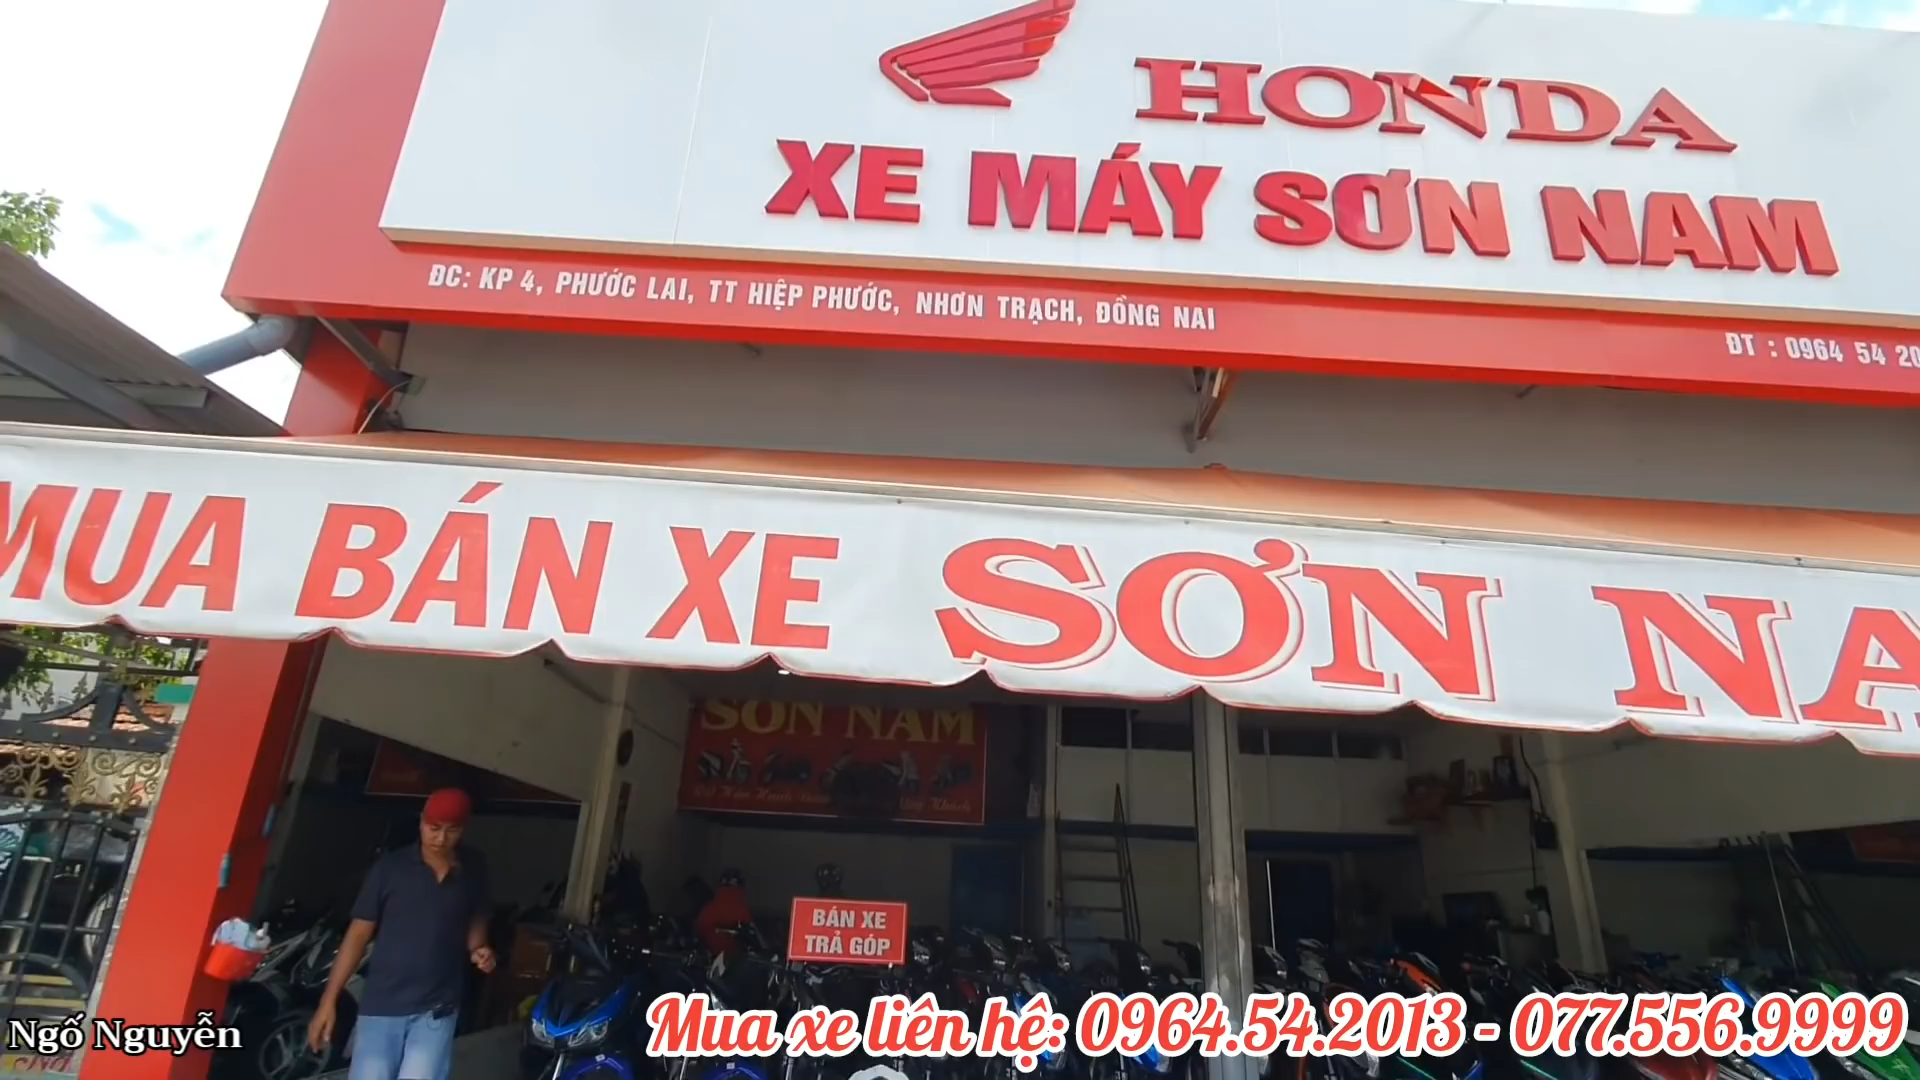 HONDA
XE MÁY SƠN NAM
ĐC: KP 4, PHƯỚC LAI, TT HIỆP PHƯỚC, NHƠN TRẠCH, ĐỒNG NAI
ĐT : 0964 54 20
MUA BÁN XE SƠN NA
SƠN NAM
BÁN XE
TRẢ GÓP
Mua xe liên hệ: 0964.54.2013 - 077.556.9999
Ngố Nguyễn